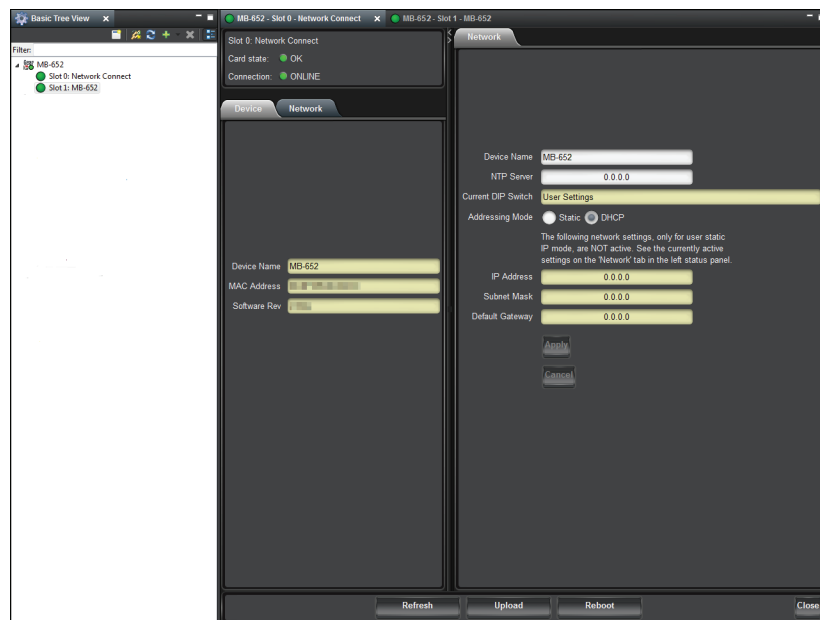 Basic Tree View
Filter:
MB-652
Slot 0: Network Connect
Slot 1: MB-652
MB-652 - Slot 0 - Network Connect
MB-652 - Slot 1 - MB-652
Slot 0: Network Connect
Card state: OK
Connection: ONLINE
Device Network
Device Name MB-652
MAC Address
Software Rev
Network
Device Name MB-652
NTP Server 0.0.0.0
Current DIP Switch User Settings
Addressing Mode Static DHCP
The following network settings, only for user static
IP mode, are NOT active. See the currently active
settings on the 'Network' tab in the left status panel.
IP Address 0.0.0.0
Subnet Mask 0.0.0.0
Default Gateway 0.0.0.0
Apply
Cancel
Refresh Upload Reboot Close